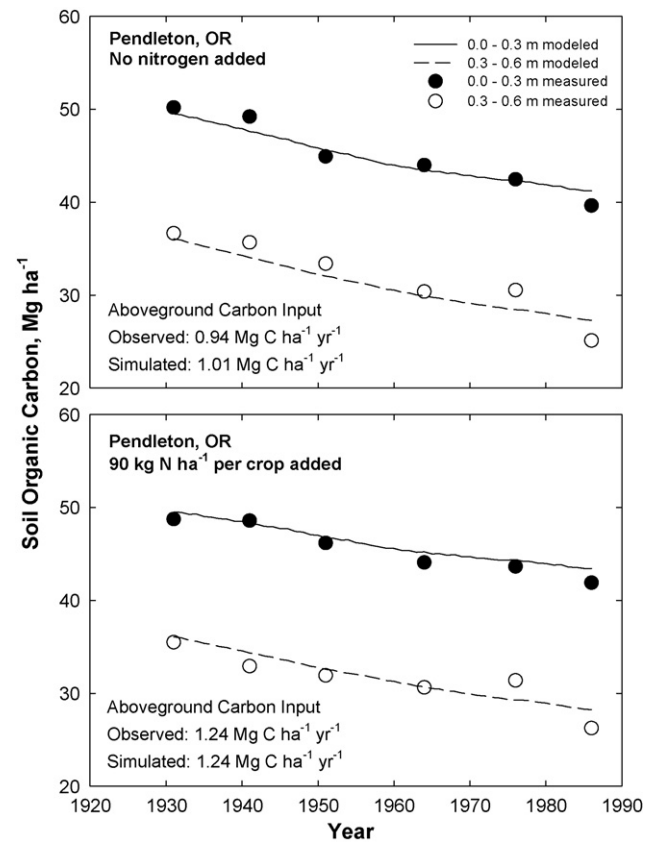 60
Pendleton, OR
No nitrogen added
0.0 - 0.3 m modeled
0.3 - 0.6 m modeled
0.0 - 0.3 m measured
0.3 - 0.6 m measured
50
40
30
Aboveground Carbon Input
Observed: 0.94 Mg C ha⁻¹ yr⁻¹
Simulated: 1.01 Mg C ha⁻¹ yr⁻¹
20
Soil Organic Carbon, Mg ha⁻¹
60
Pendleton, OR
90 kg N ha⁻¹ per crop added
50
40
30
Aboveground Carbon Input
Observed: 1.24 Mg C ha⁻¹ yr⁻¹
Simulated: 1.24 Mg C ha⁻¹ yr⁻¹
20
1920 1930 1940 1950 1960 1970 1980 1990
Year